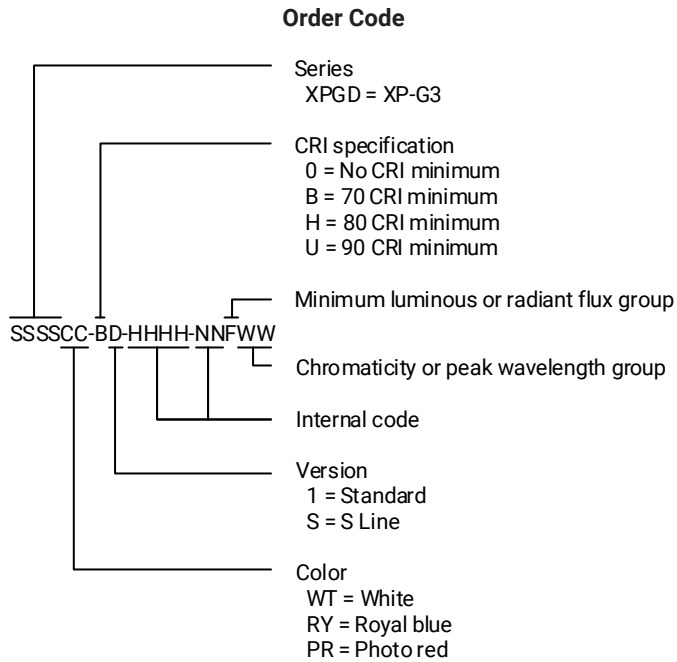 Order Code
Series
XPGD = XP-G3
CRI specification
0 = No CRI minimum
B = 70 CRI minimum
H = 80 CRI minimum
U = 90 CRI minimum
Minimum luminous or radiant flux group
SSSSCC-BD-HHHH-NNFWW
Chromaticity or peak wavelength group
Internal code
Version
1 = Standard
S = S Line
Color
WT = White
RY = Royal blue
PR = Photo red